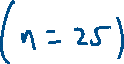 (n = 25)